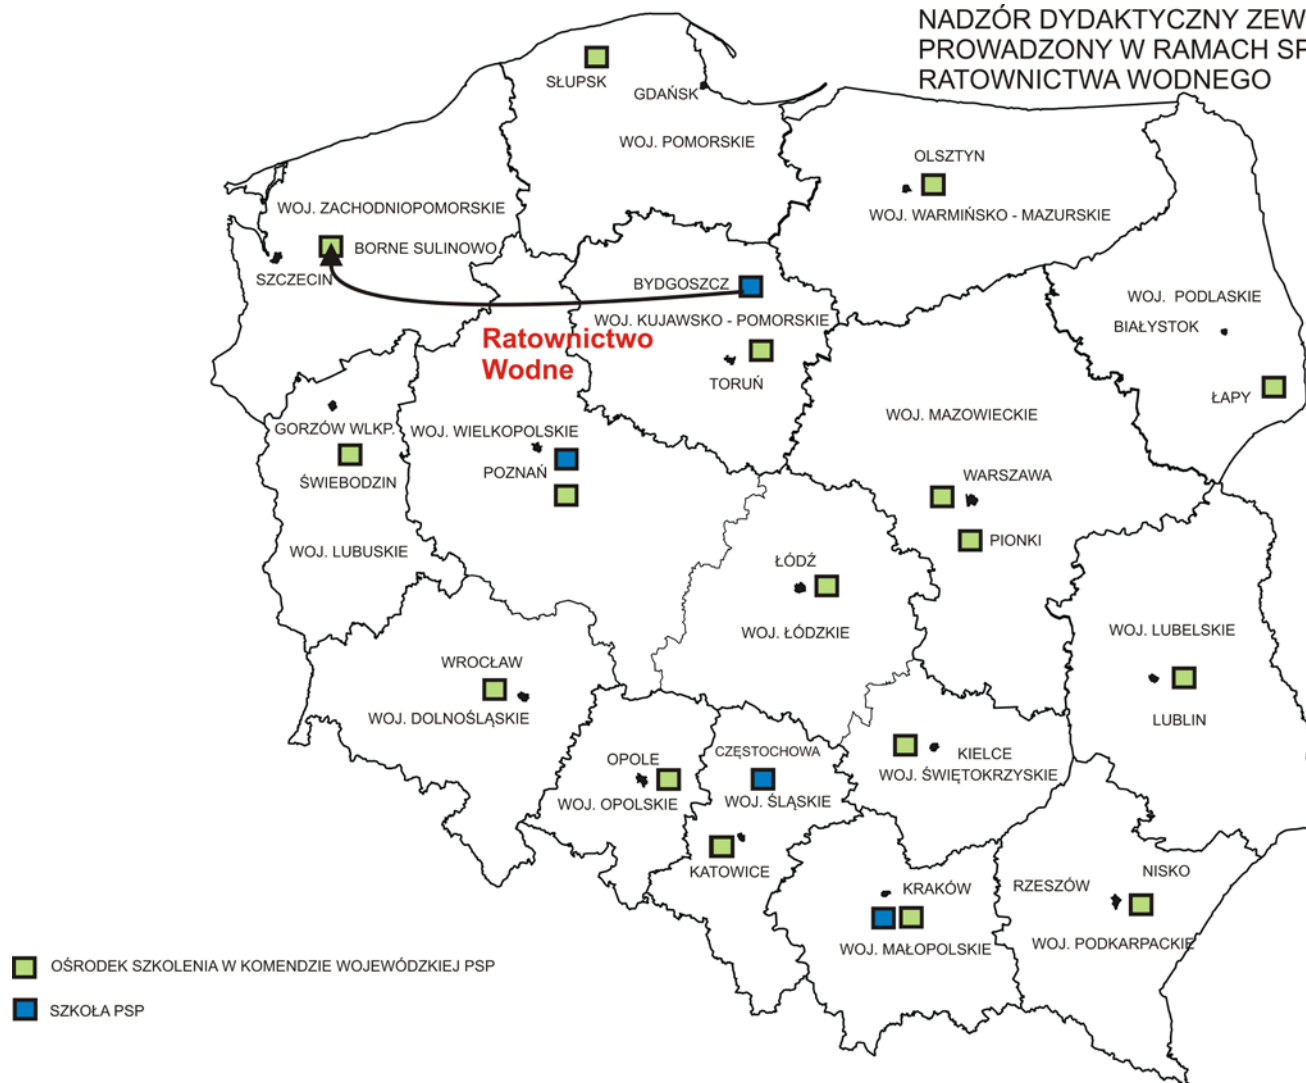 NADZÓR DYDAKTYCZNY ZEW
PROWADZONY W RAMACH SP
RATOWNICTWA WODNEGO
SŁUPSK
GDAŃSK
WOJ. POMORSKIE
OLSZTYN
WOJ. WARMIŃSKO - MAZURSKIE
WOJ. ZACHODNIOPOMORSKIE
BORNE SULINOWO
SZCZECIN
BYDGOSZCZ
WOJ. KUJAWSKO - POMORSKIE
Ratownictwo
Wodne
TORUŃ
WOJ. PODLASKIE
BIAŁYSTOK
ŁAPY
WOJ. MAZOWIECKIE
GORZÓW WLKP.
ŚWIEBODZIN
WOJ. LUBUSKIE
WOJ. WIELKOPOLSKIE
POZNAŃ
WARSZAWA
PIONKI
ŁÓDŹ
WOJ. ŁÓDZKIE
WOJ. LUBELSKIE
LUBLIN
WROCŁAW
WOJ. DOLNOŚLĄSKIE
OPOLE
WOJ. OPOLSKIE
CZĘSTOCHOWA
WOJ. ŚLĄSKIE
KATOWICE
KIELCE
WOJ. ŚWIĘTOKRZYSKIE
KRAKÓW
WOJ. MAŁOPOLSKIE
NISKO
RZESZÓW
WOJ. PODKARPACKIE
OŚRODEK SZKOLENIA W KOMENDZIE WOJEWÓDZKIEJ PSP
SZKOŁA PSP